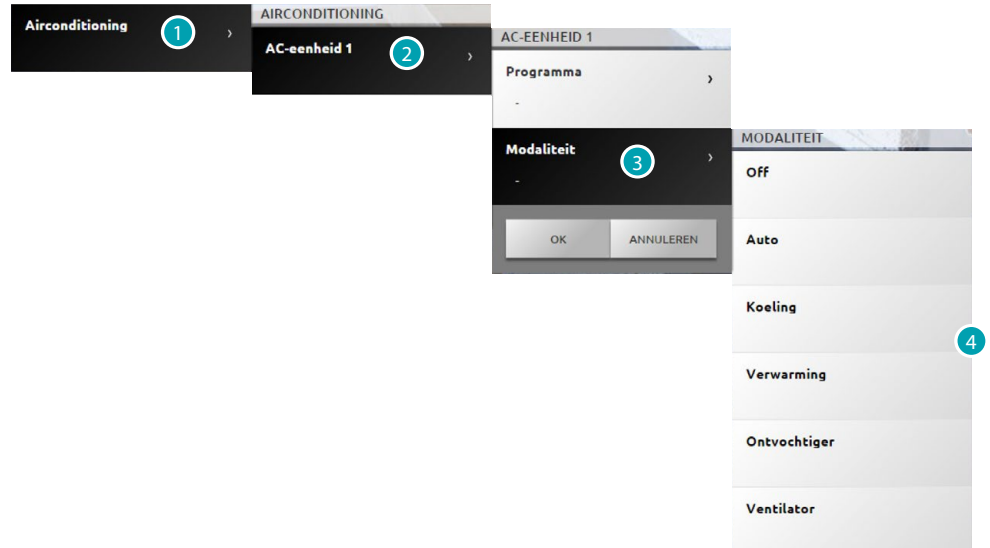 Airconditioning
1
AIRCONDITIONING
AC-eenheid 1
2
AC-EENHEID 1
Programma
-
Modaliteit
3
-
OK ANNULEREN
MODALITEIT
Off
Auto
Koeling
4
Verwarming
Ontvochtiger
Ventilator